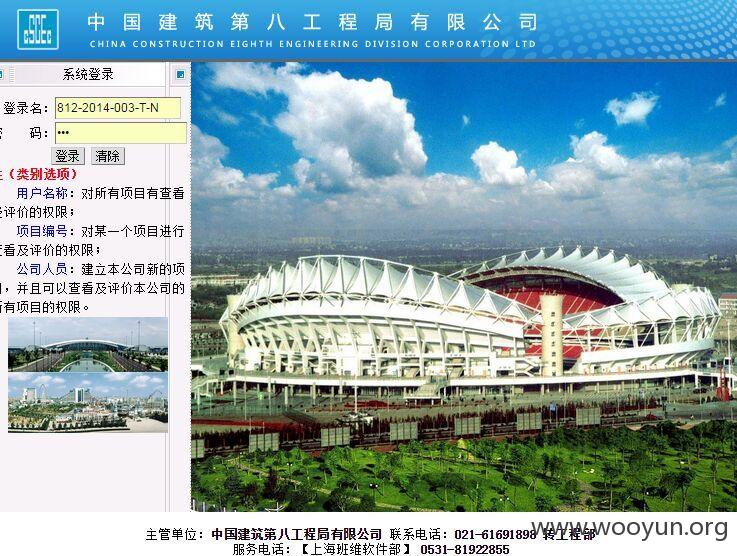 中国建筑第八工程局有限公司
CHINA CONSTRUCTION EIGHTH ENGINEERING DIVISION CORPORATION LTD
系统登录
登录名：812-2014-003-T-N
码：•••
登录 清除
（类别选项）
用户名称：对所有项目有查看
评价的权限；
项目编号：对某一个项目进行
查看及评价的权限；
公司人员：建立本公司新的项
，并且可以查看及评价本公司的
所有项目的权限。
主管单位：中国建筑第八工程局有限公司 联系电话：021-61691898 转工程部
服务电话：【上海班维软件部】 0531-81922855
www.wooyun.org